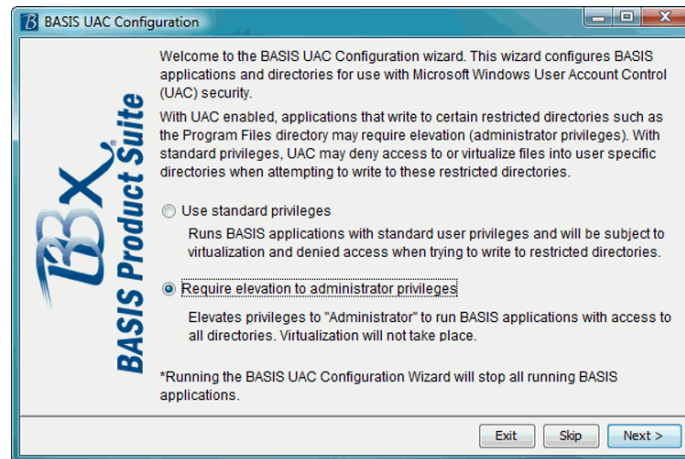 BASIS UAC Configuration
Welcome to the BASIS UAC Configuration wizard. This wizard configures BASIS
applications and directories for use with Microsoft Windows User Account Control
(UAC) security.
With UAC enabled, applications that write to certain restricted directories such as
the Program Files directory may require elevation (administrator privileges). With
standard privileges, UAC may deny access to or virtualize files into user specific
directories when attempting to write to these restricted directories.
Use standard privileges
Runs BASIS applications with standard user privileges and will be subject to
virtualization and denied access when trying to write to restricted directories.
Require elevation to administrator privileges
Elevates privileges to "Administrator" to run BASIS applications with access to
all directories. Virtualization will not take place.
*Running the BASIS UAC Configuration Wizard will stop all running BASIS
applications.
BBx®
BASIS Product Suite
Exit
Skip
Next >